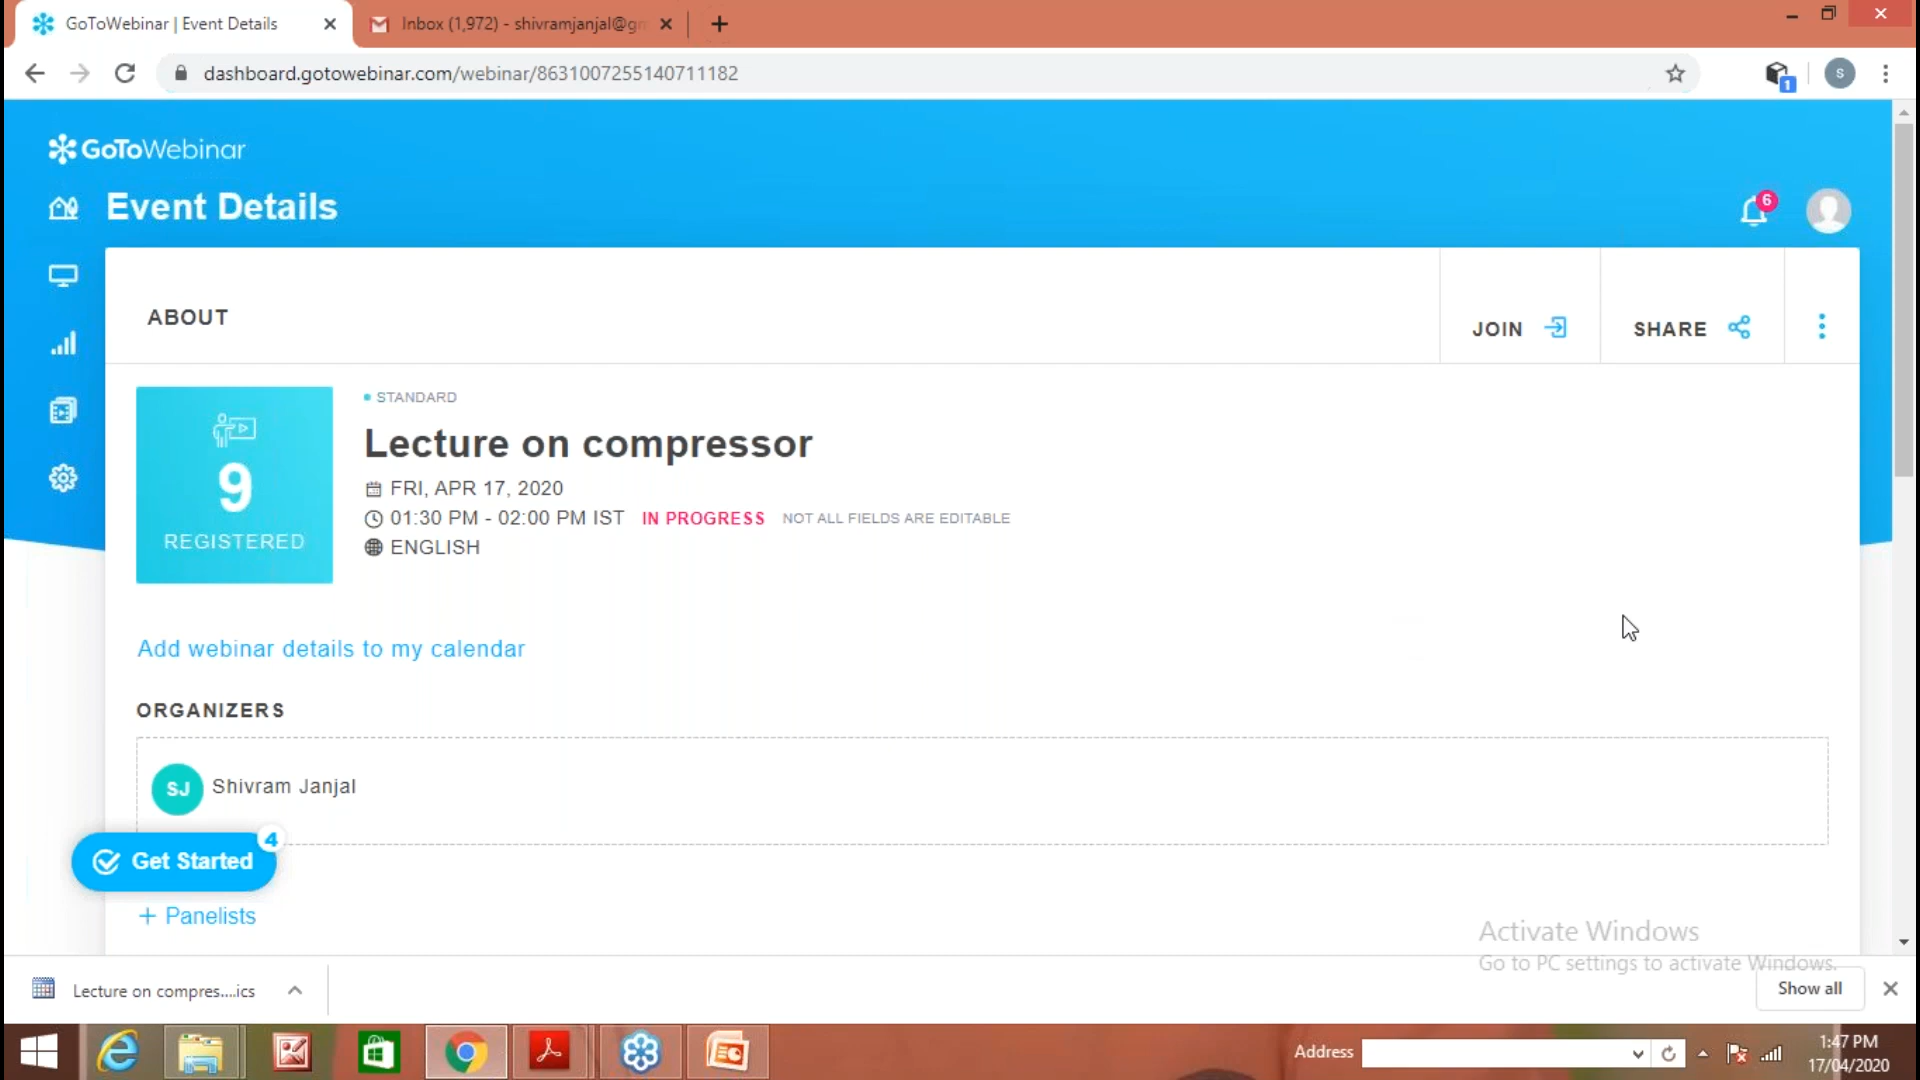 GoToWebinar | Event Details
Inbox (1,972) - shivramjanjal@gm
dashboard.gotowebinar.com/webinar/8631007255140711182
S
1
GoToWebinar
Event Details
6
ABOUT
JOIN
SHARE
STANDARD
9
REGISTERED
Lecture on compressor
FRI, APR 17, 2020
01:30 PM - 02:00 PM IST IN PROGRESS NOT ALL FIELDS ARE EDITABLE
ENGLISH
Add webinar details to my calendar
ORGANIZERS
SJ Shivram Janjal
Get Started
4
+ Panelists
Activate Windows
Go to PC settings to activate Windows.
Lecture on compres....ics
Show all
Address
1:47 PM
17/04/2020